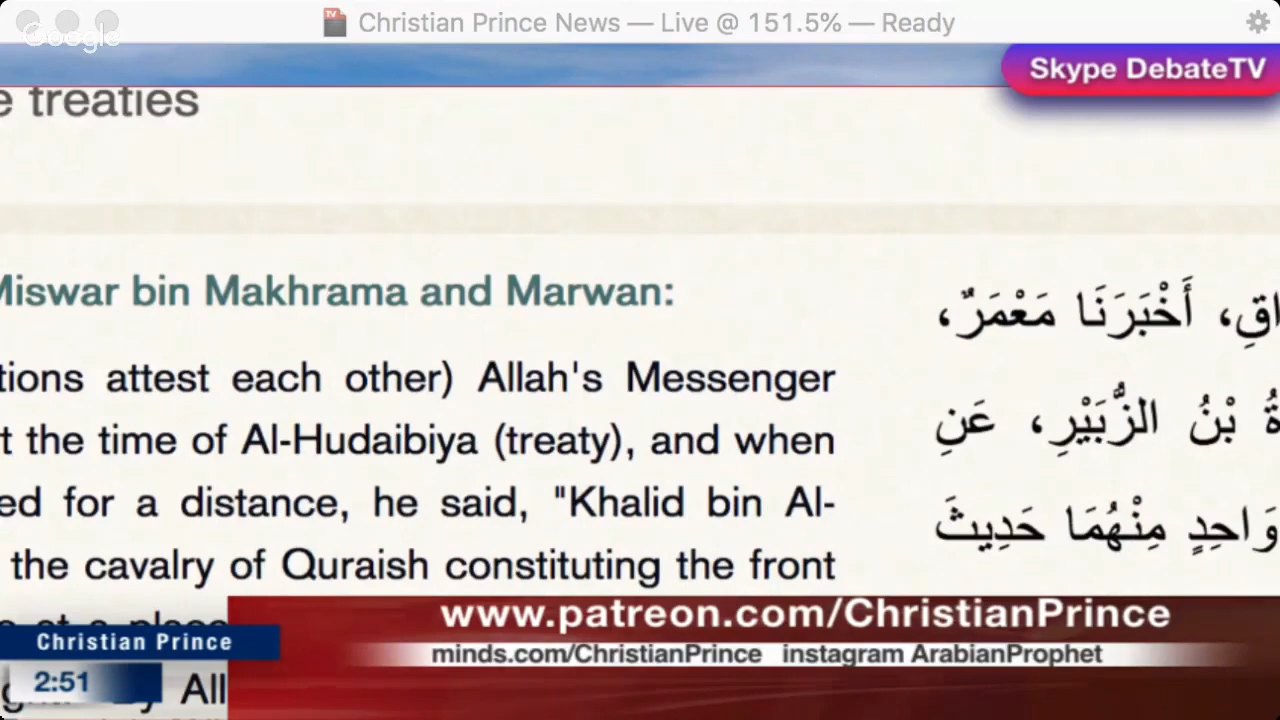 Christian Prince News — Live @ 151.5% — Ready
Google
Skype DebateTV
e treaties
Miswar bin Makhrama and Marwan:
اقِ، أَخْبَرَنَا مَعْمَرٌ،
tions attest each other) Allah's Messenger
t the time of Al-Hudaibiya (treaty), and when
ةُ بْنُ الزُّبَيْرِ، عَنِ
ed for a distance, he said, "Khalid bin Al-
وَاحِدٍ مِنْهُمَا حَدِيثَ
the cavalry of Quraish constituting the front
www.patreon.com/ChristianPrince
Christian Prince
minds.com/ChristianPrince instagram ArabianProphet
2:51
All